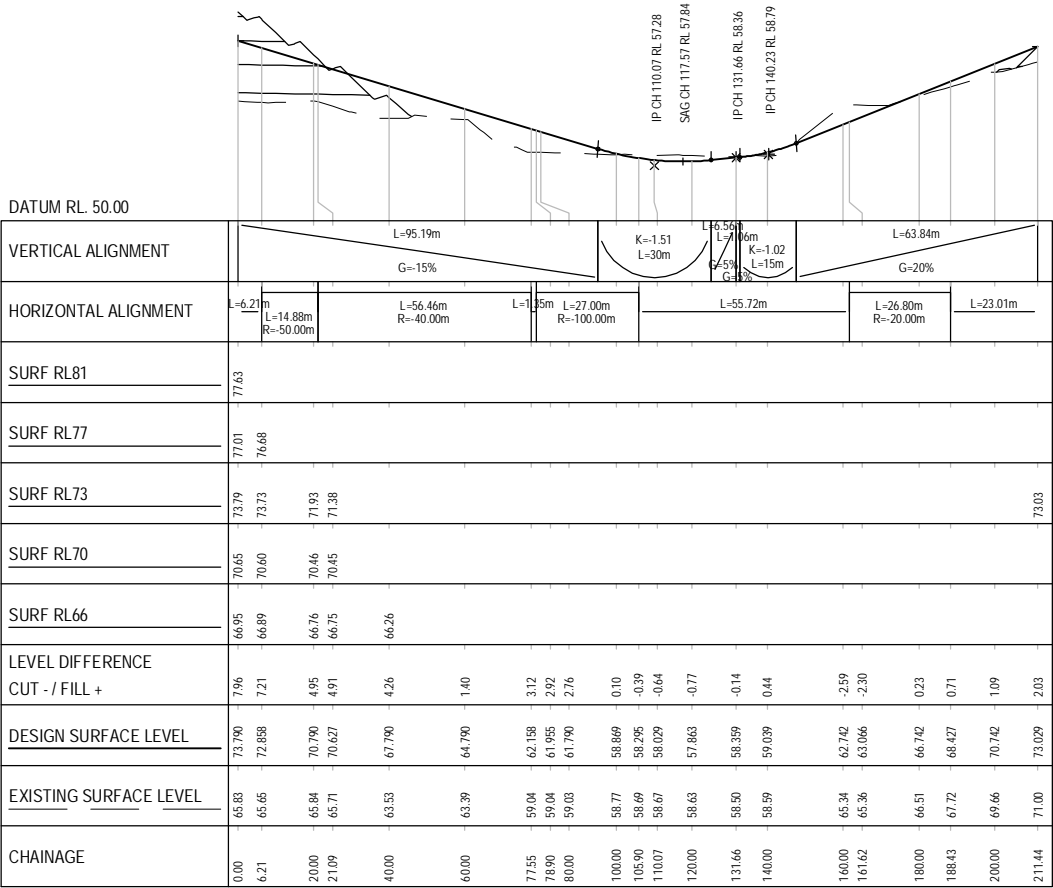 IP CH 110.07 RL 57.28
SAG CH 117.57 RL 57.84
IP CH 131.66 RL 58.36
IP CH 140.23 RL 58.79
DATUM RL. 50.00
VERTICAL ALIGNMENT
L=95.19m
G=-15%
K=-1.51
L=30m
L=6.56m
G=5%
L=1.06m
G=5%
K=-1.02
L=15m
L=63.84m
G=20%
HORIZONTAL ALIGNMENT
L=6.21m
L=14.88m
R=-50.00m
L=56.46m
R=-40.00m
L=1.35m
L=27.00m
R=-100.00m
L=55.72m
L=26.80m
R=-20.00m
L=23.01m
SURF RL81
77.63
SURF RL77
77.01 76.68
SURF RL73
73.79 73.73 71.93 71.38 73.03
SURF RL70
70.65 70.60 70.46 70.45
SURF RL66
66.95 66.89 66.76 66.75 66.26
LEVEL DIFFERENCE
CUT - / FILL +
7.96 7.21 4.95 4.91 4.26 1.40 3.12 2.92 2.76 0.10 -0.39 -0.64 -0.77 -0.14 0.44 -2.59 -2.30 0.23 0.71 1.09 2.03
DESIGN SURFACE LEVEL
73.790 72.858 70.790 70.627 67.790 64.790 62.158 61.955 61.790 58.869 58.295 58.029 57.863 58.359 59.039 62.742 63.066 66.742 68.427 70.742 73.029
EXISTING SURFACE LEVEL
65.83 65.65 65.84 65.71 63.53 63.39 59.04 59.04 59.03 58.77 58.69 58.67 58.63 58.50 58.59 65.34 65.36 66.51 67.72 69.66 71.00
CHAINAGE
0.00 6.21 20.00 21.09 40.00 60.00 77.55 78.90 80.00 100.00 105.90 110.07 120.00 131.66 140.00 160.00 161.62 180.00 188.43 200.00 211.44